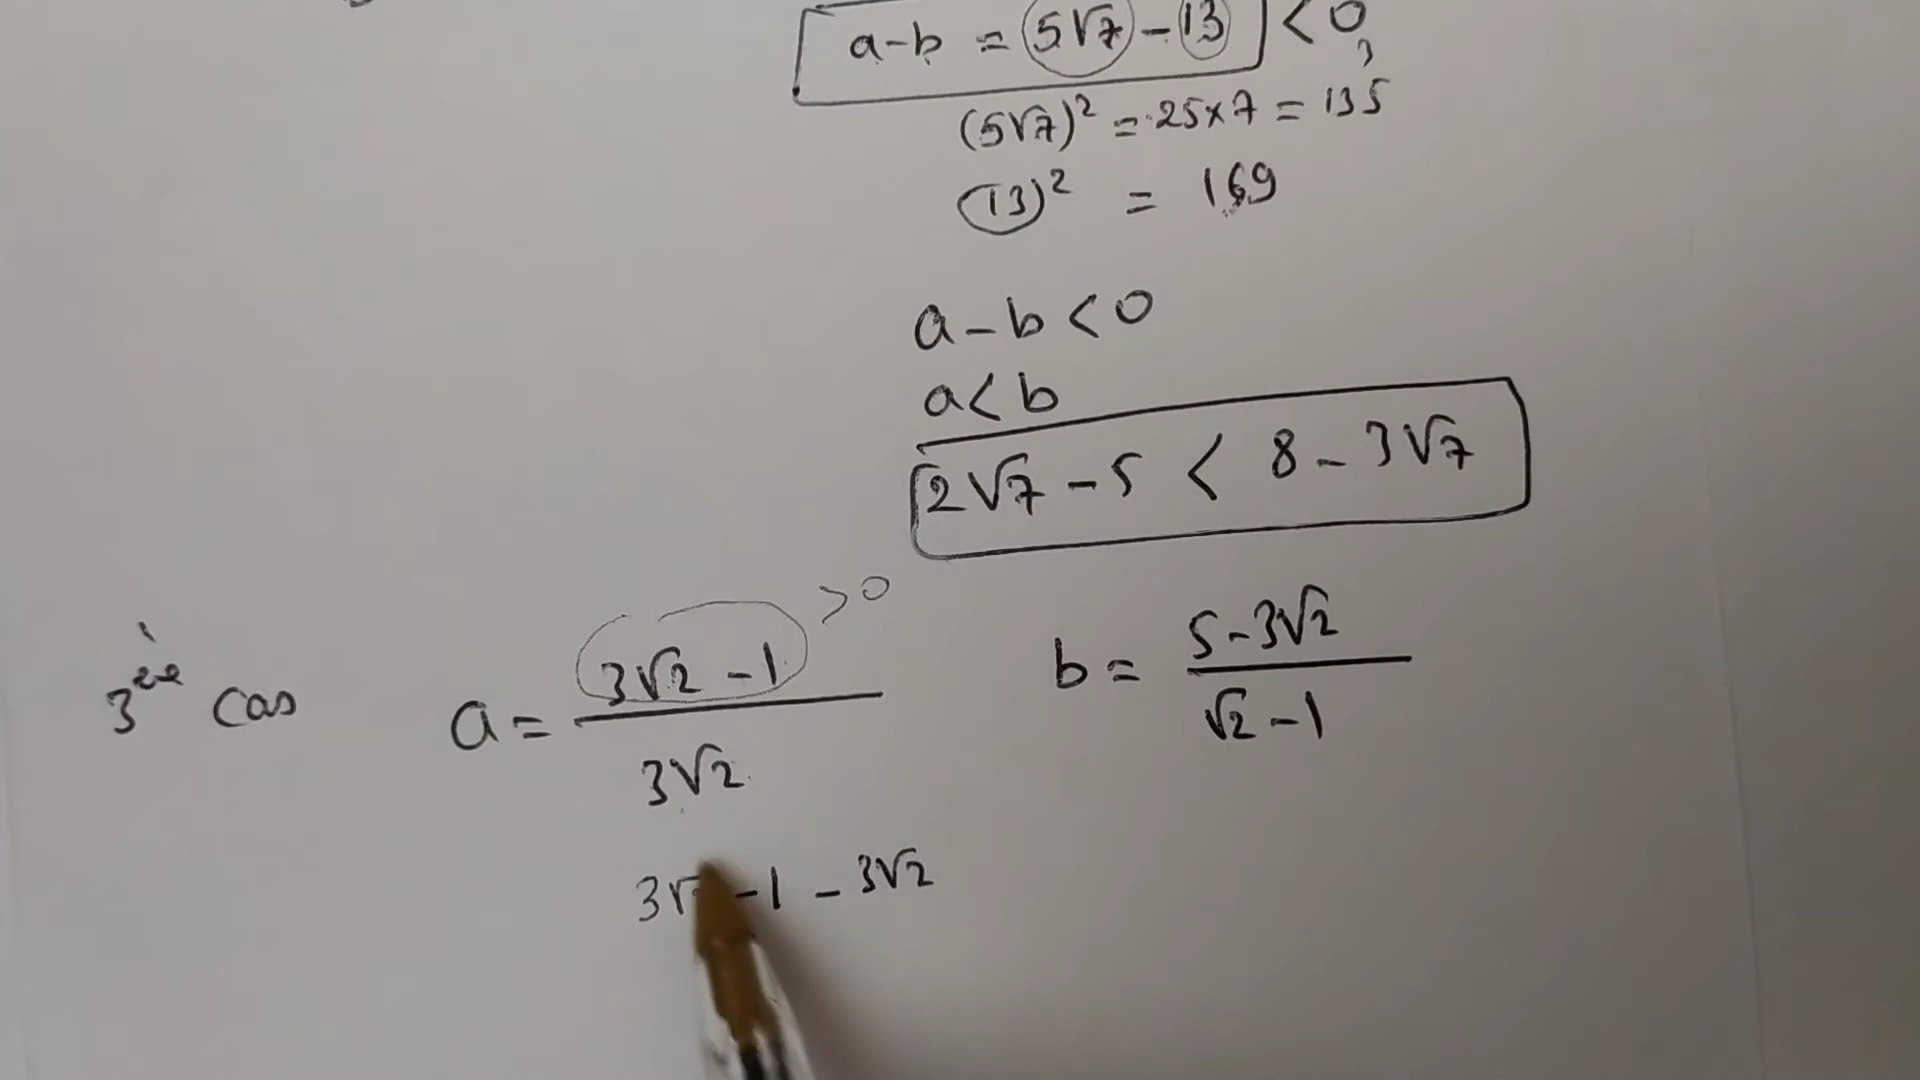 a-b = 5√7 - 13 < 0,
(5√7)² = 25×7 = 135
(13)² = 169
a-b < 0
a < b
2√7 - 5 < 8 - 3√7
3ère cas a = (3√2 - 1)/(3√2) > 0 b = (5 - 3√2)/(√2 - 1)
- 1 - 3√2